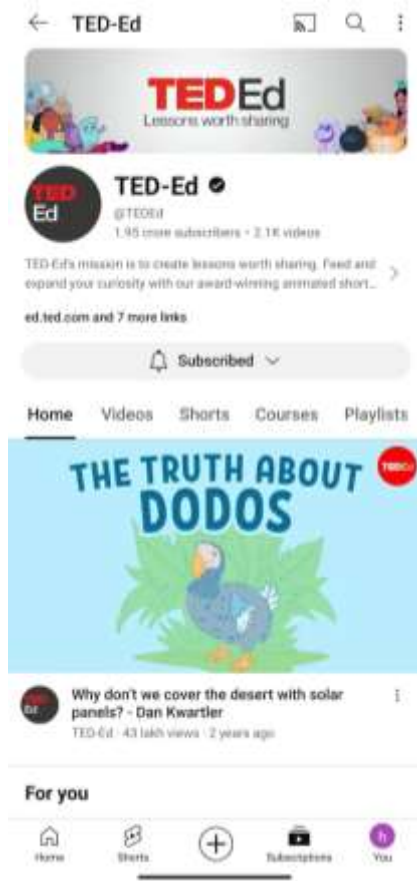 TED-Ed
TEDEd
Lessons worth sharing
TED
Ed
TED-Ed
@TEDEd
1.95 crore subscribers • 2.1K videos
TED-Ed's mission is to create lessons worth sharing. Feed and
expand your curiosity with our award-winning animated short...
ed.ted.com and 7 more links
Subscribed
Home Videos Shorts Courses Playlists
THE TRUTH ABOUT
DODOS
TEDEd
Why don't we cover the desert with solar
panels? - Dan Kwartler
TED-Ed · 43 lakh views · 2 years ago
For you
Home Shorts Subscriptions h You